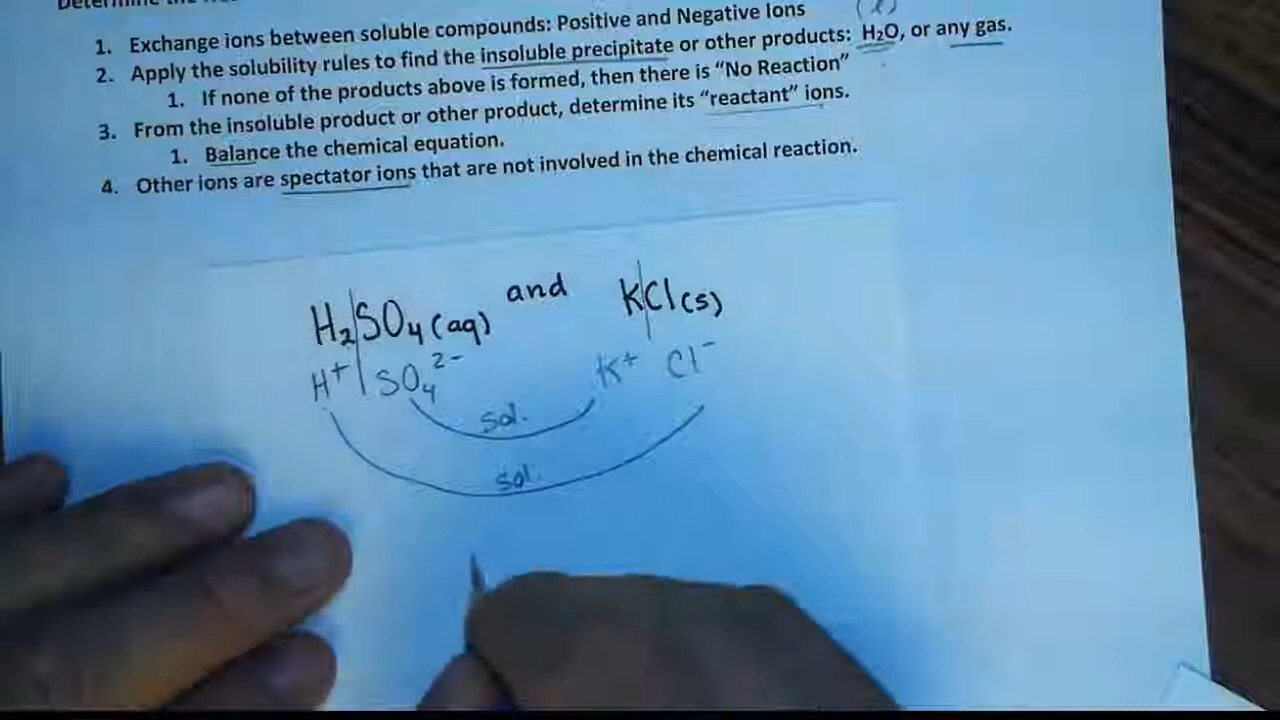 Determine the
1. Exchange ions between soluble compounds: Positive and Negative Ions
(l)
2. Apply the solubility rules to find the insoluble precipitate or other products: H₂O, or any gas.
1. If none of the products above is formed, then there is “No Reaction”
3. From the insoluble product or other product, determine its “reactant” ions.
1. Balance the chemical equation.
4. Other ions are spectator ions that are not involved in the chemical reaction.
H₂SO₄(aq) and KCl(s)
H⁺ SO₄²⁻ K⁺ Cl⁻
sol.
sol.